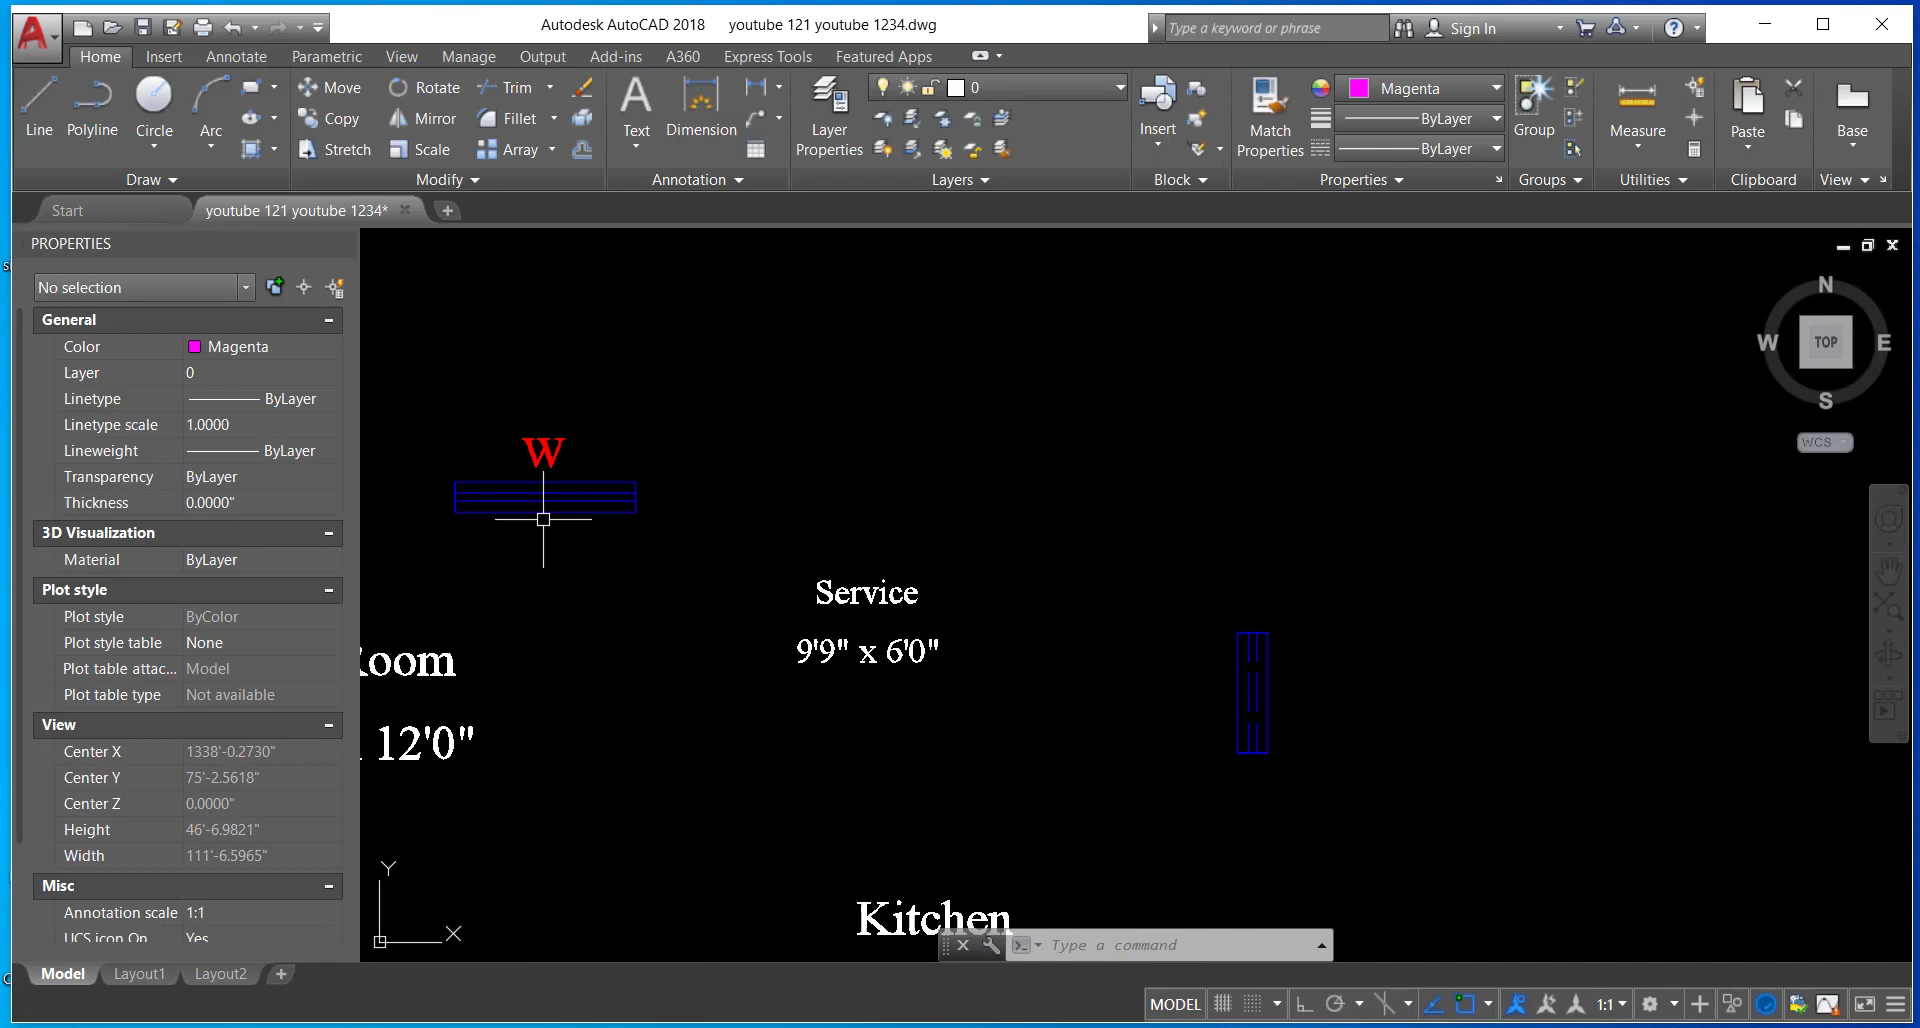 Autodesk AutoCAD 2018 youtube 121 youtube 1234.dwg
Type a keyword or phrase
Sign In
Home Insert Annotate Parametric View Manage Output Add-ins A360 Express Tools Featured Apps
Line Polyline Circle Arc
Move Rotate Trim
Copy Mirror Fillet
Stretch Scale Array
Text Dimension
Layer Properties
0
Insert
Match Properties
Magenta
ByLayer
ByLayer
Group
Measure
Paste
Base
Draw Modify Annotation Layers Block Properties Groups Utilities Clipboard View
Start youtube 121 youtube 1234*
PROPERTIES
No selection
General
Color Magenta
Layer 0
Linetype ByLayer
Linetype scale 1.0000
Lineweight ByLayer
Transparency ByLayer
Thickness 0.0000"
3D Visualization
Material ByLayer
Plot style
Plot style ByColor
Plot style table None
Plot table attac... Model
Plot table type Not available
View
Center X 1338'-0.2730"
Center Y 75'-2.5618"
Center Z 0.0000"
Height 46'-6.9821"
Width 111'-6.5965"
Misc
Annotation scale 1:1
UCS icon On Yes
W
Service
9'9" x 6'0"
Room
12'0"
Kitchen
N
W TOP E
S
WCS
Y
X
Type a command
Model Layout1 Layout2
MODEL 1:1